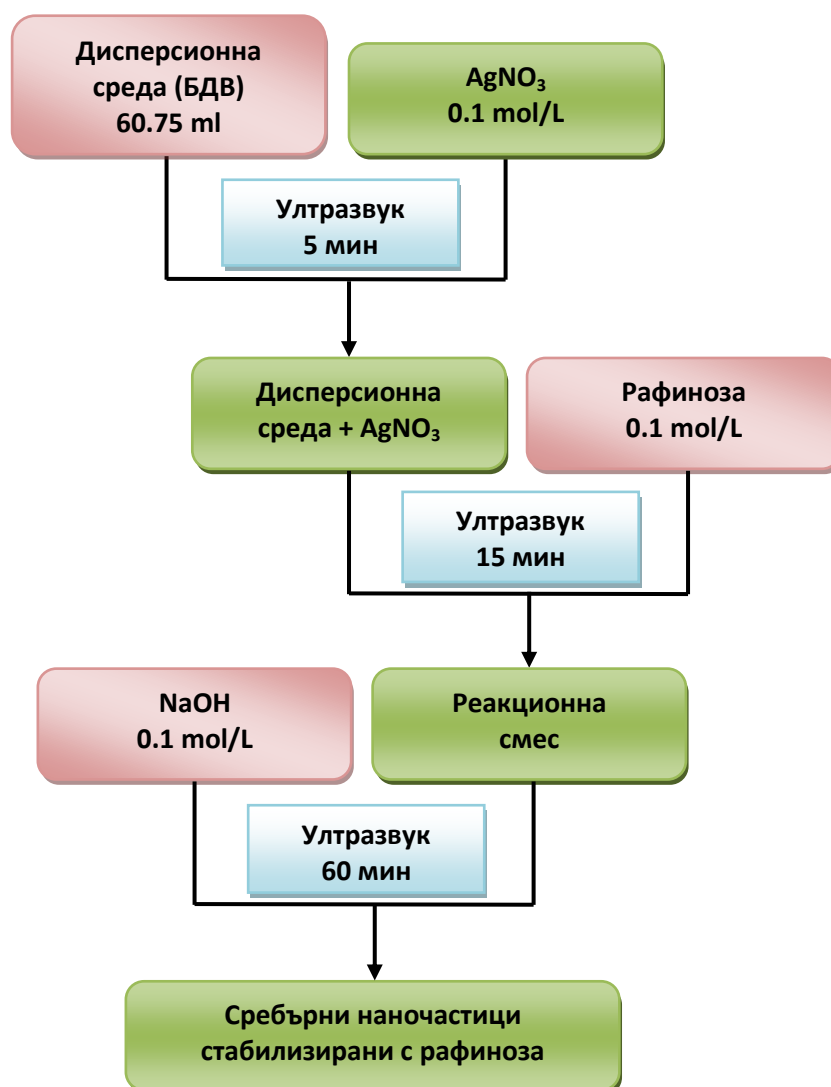 Дисперсионна
среда (БДВ)
60.75 ml
AgNO₃
0.1 mol/L
Ултразвук
5 мин
Дисперсионна
среда + AgNO₃
Рафиноза
0.1 mol/L
Ултразвук
15 мин
NaOH
0.1 mol/L
Реакционна
смес
Ултразвук
60 мин
Сребърни наночастици
стабилизирани с рафиноза